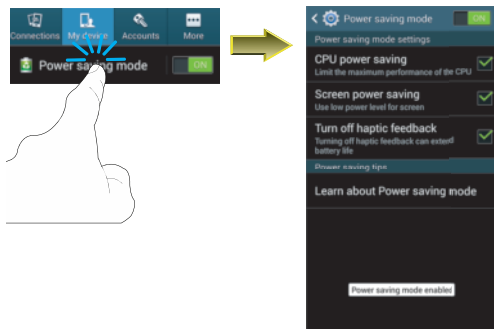 Connections My device Accounts More
Power saving mode ON
Power saving mode ON
Power saving mode settings
CPU power saving
Limit the maximum performance of the CPU
Screen power saving
Use low power level for screen
Turn off haptic feedback
Turning off haptic feedback can extend
battery life
Power saving tips
Learn about Power saving mode
Power saving mode enabled